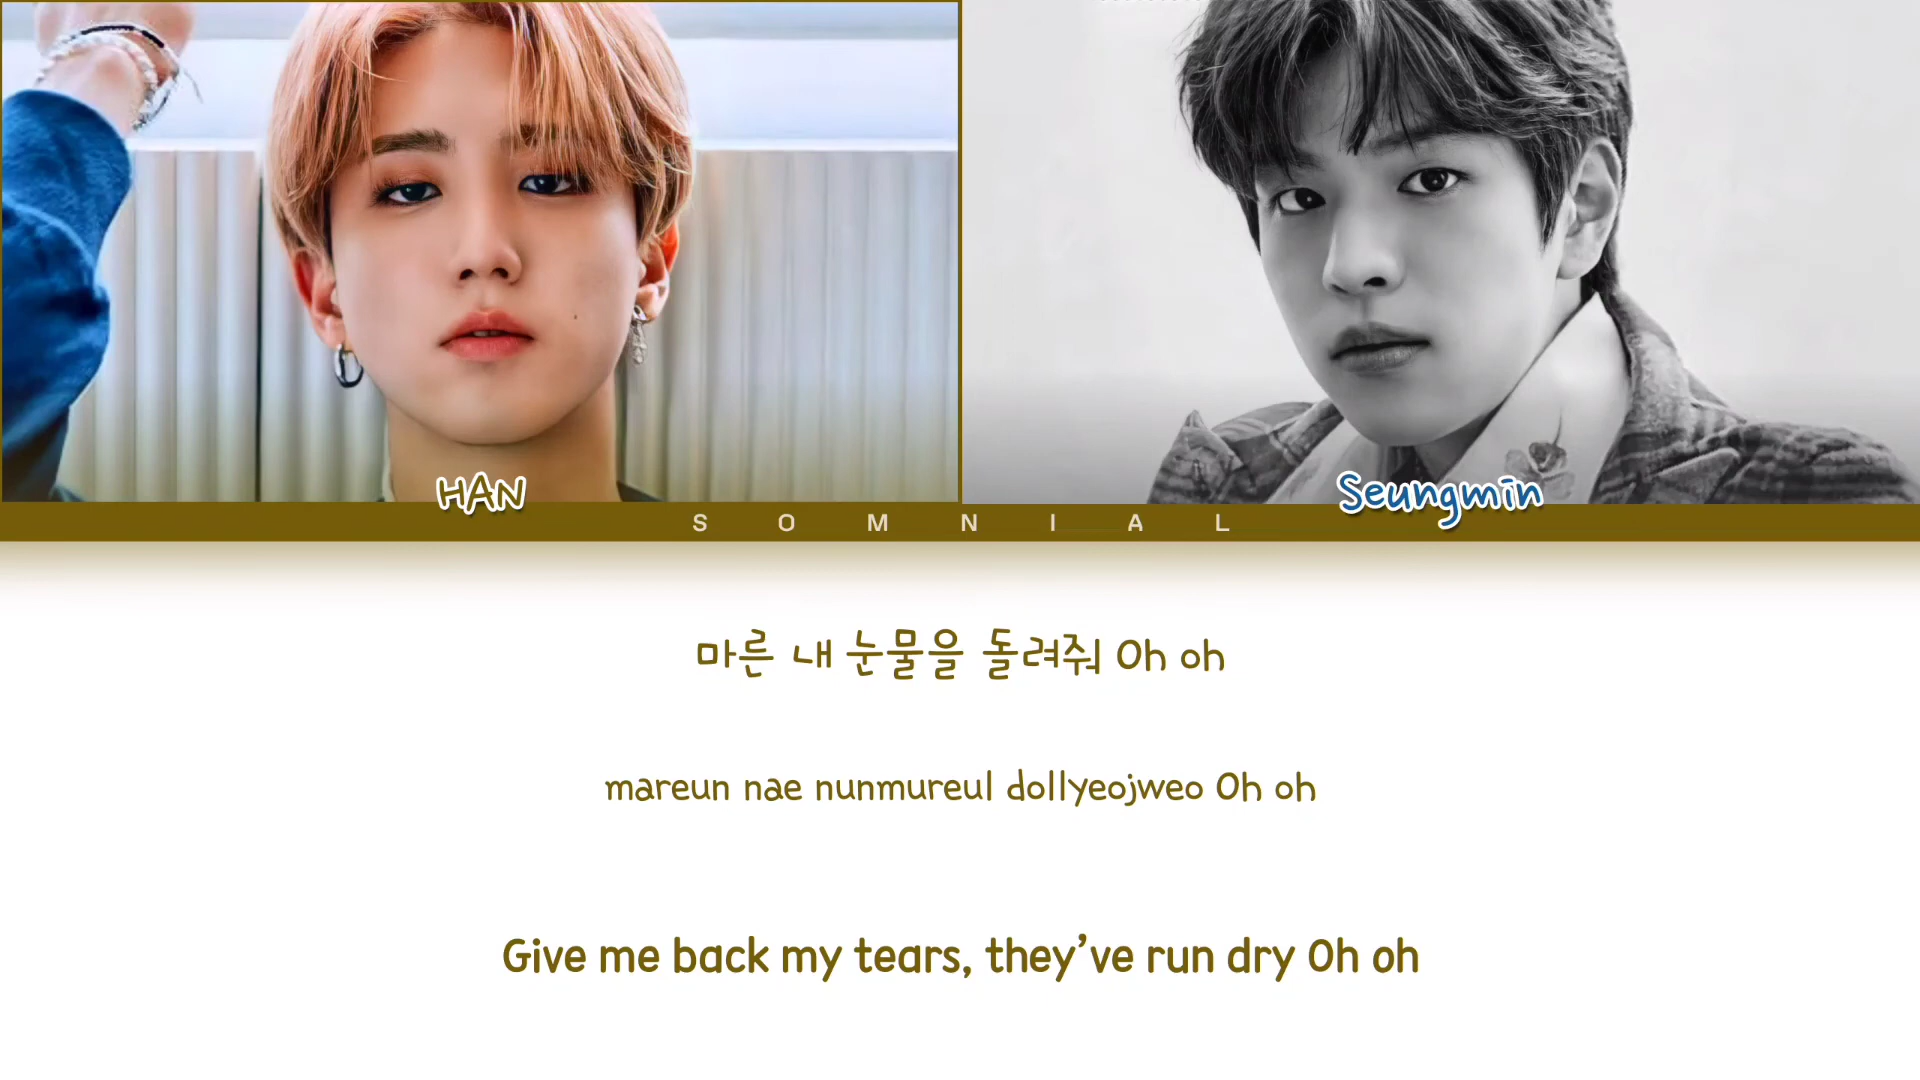 HAN
Seungmin
SOMNIAL
마른 내 눈물을 돌려줘 Oh oh
mareun nae nunmureul dollyeojweo Oh oh
Give me back my tears, they’ve run dry Oh oh